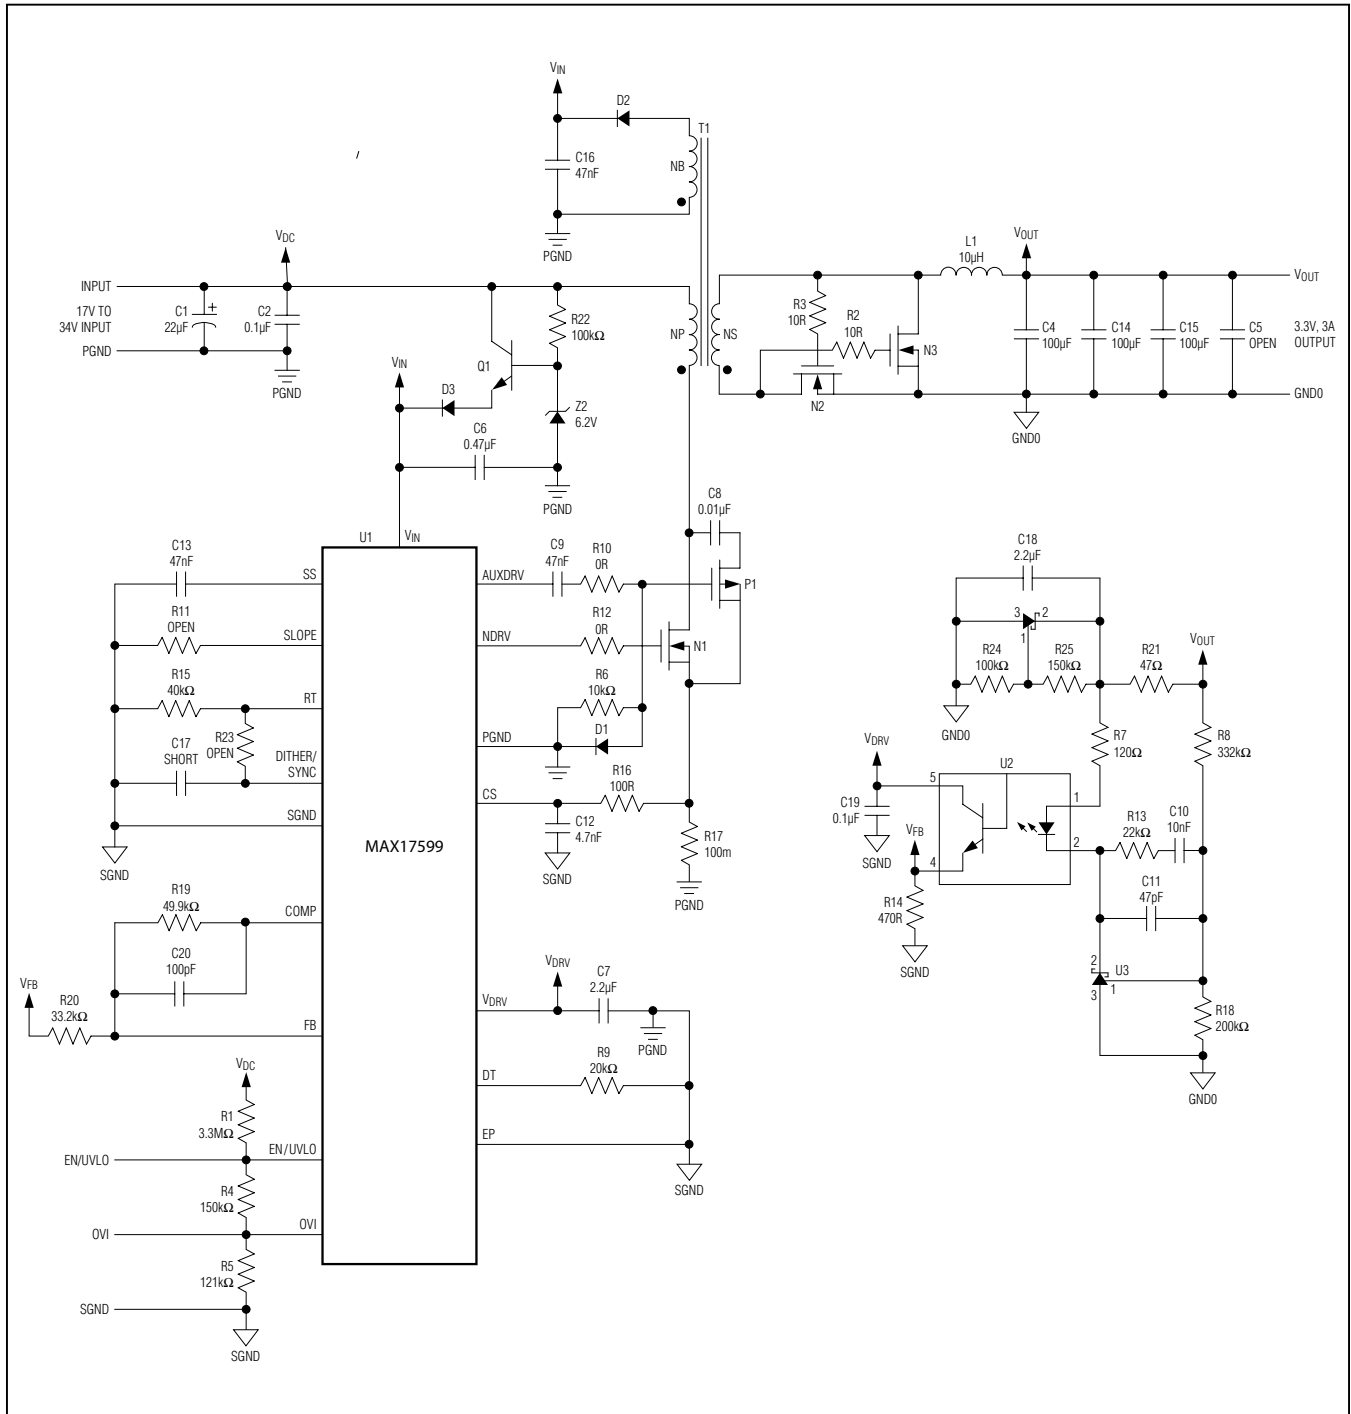 VIN
D2
T1
C16
47nF
NB
PGND
VDC
INPUT
17V TO
34V INPUT
PGND
C1
22µF
+
C2
0.1µF
PGND
R22
100kΩ
Q1
NP
NS
VIN
D3
Z2
6.2V
C6
0.47µF
PGND
R3
10R
R2
10R
N3
N2
L1
10µH
VOUT
VOUT
C4
100µF
C14
100µF
C15
100µF
C5
OPEN
3.3V, 3A
OUTPUT
GND0
GND0
U1
VIN
MAX17599
C13
47nF
SS
R11
OPEN
SLOPE
R15
40kΩ
RT
C17
SHORT
R23
OPEN
DITHER/
SYNC
SGND
SGND
R19
49.9kΩ
COMP
C20
100pF
VFB
R20
33.2kΩ
FB
VDC
R1
3.3MΩ
EN/UVLO
EN/UVLO
R4
150kΩ
OVI
OVI
R5
121kΩ
SGND
SGND
AUXDRV
C9
47nF
R10
0R
C8
0.01µF
P1
NDRV
R12
0R
N1
R6
10kΩ
PGND
D1
CS
R16
100R
C12
4.7nF
SGND
R17
100m
PGND
VDRV
VDRV
C7
2.2µF
PGND
DT
R9
20kΩ
EP
SGND
C18
2.2µF
3
2
1
R24
100kΩ
R25
150kΩ
R21
47Ω
VOUT
GND0
R7
120Ω
R8
332kΩ
VDRV
C19
0.1µF
SGND
U2
5
4
1
2
VFB
R14
470R
SGND
R13
22kΩ
C10
10nF
C11
47pF
2
U3
3
1
R18
200kΩ
GND0